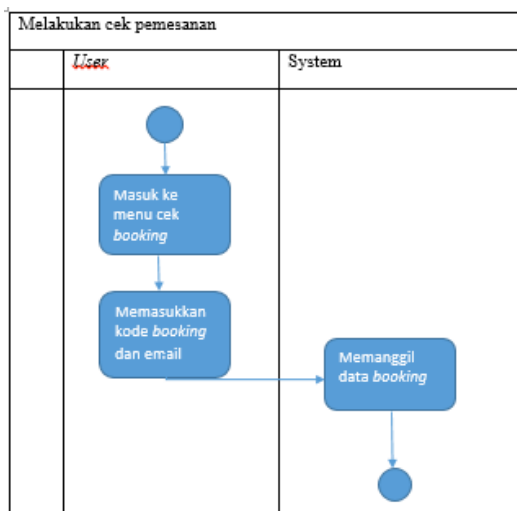 Melakukan cek pemesanan
User
System
Masuk ke
menu cek
booking
Memasukkan
kode booking
dan email
Memanggil
data booking